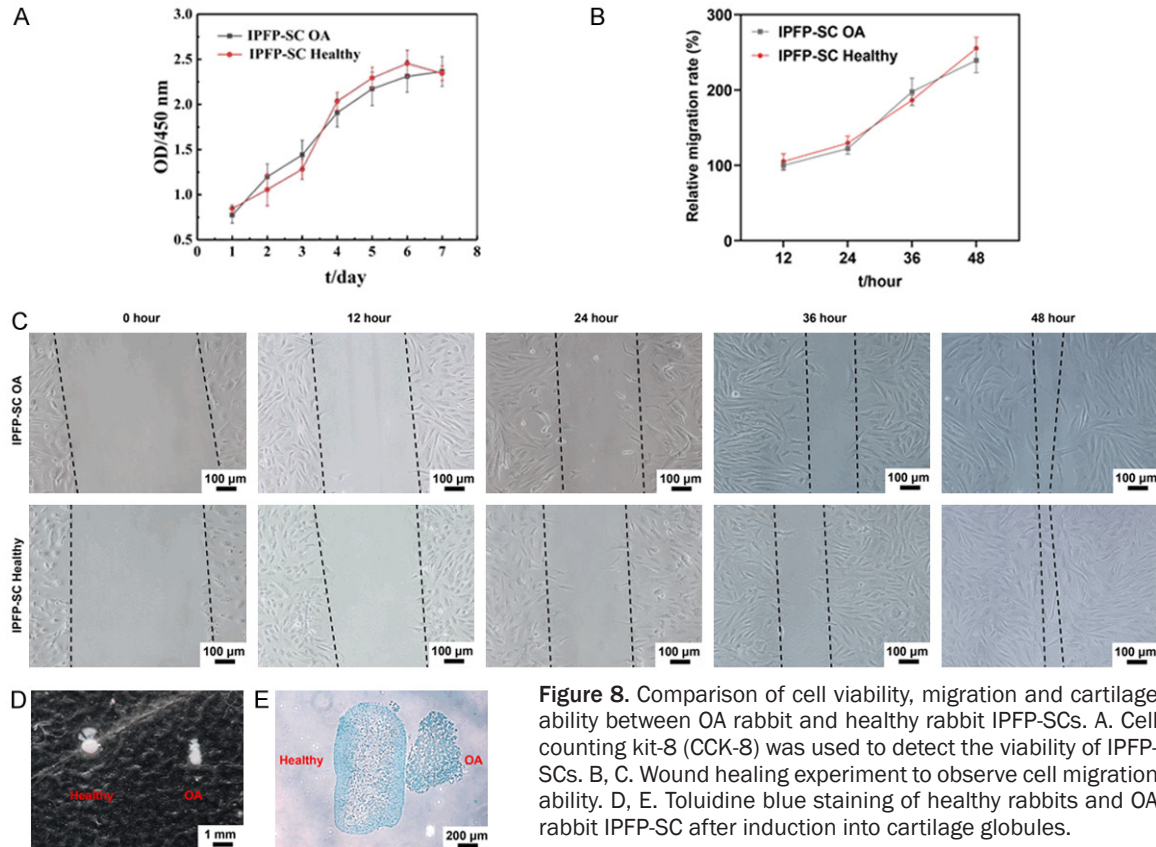 A
IPFP-SC OA
IPFP-SC Healthy
OD/450 nm
3.0
2.5
2.0
1.5
1.0
0.5
0 1 2 3 4 5 6 7 8
t/day
B
IPFP-SC OA
IPFP-SC Healthy
Relative migration rate (%)
300
200
100
0
12 24 36 48
t/hour
C
0 hour 12 hour 24 hour 36 hour 48 hour
IPFP-SC OA
100 µm 100 µm 100 µm 100 µm 100 µm
IPFP-SC Healthy
100 µm 100 µm 100 µm 100 µm 100 µm
D
Healthy OA
1 mm
E
Healthy OA
200 µm
Figure 8. Comparison of cell viability, migration and cartilage
ability between OA rabbit and healthy rabbit IPFP-SCs. A. Cell
counting kit-8 (CCK-8) was used to detect the viability of IPFP-
SCs. B, C. Wound healing experiment to observe cell migration
ability. D, E. Toluidine blue staining of healthy rabbits and OA
rabbit IPFP-SC after induction into cartilage globules.